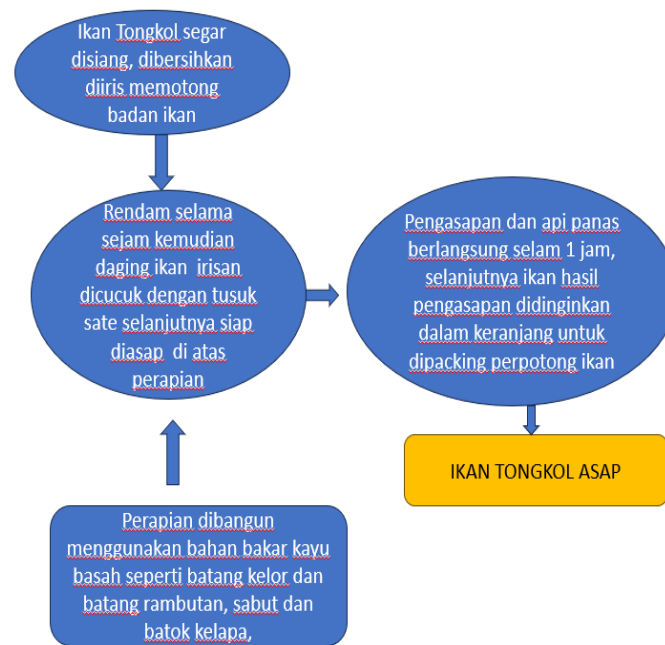 Ikan Tongkol segar
disiang, dibersihkan
diiris memotong
badan ikan
Rendam selama
sejam kemudian
daging ikan irisan
dicucuk dengan tusuk
sate selanjutnya siap
diasap di atas
perapian
Pengasapan dan api panas
berlangsung selam 1 jam,
selanjutnya ikan hasil
pengasapan didinginkan
dalam keranjang untuk
dipacking perpotong ikan
IKAN TONGKOL ASAP
Perapian dibangun
menggunakan bahan bakar kayu
basah seperti batang kelor dan
batang rambutan, sabut dan
batok kelapa,